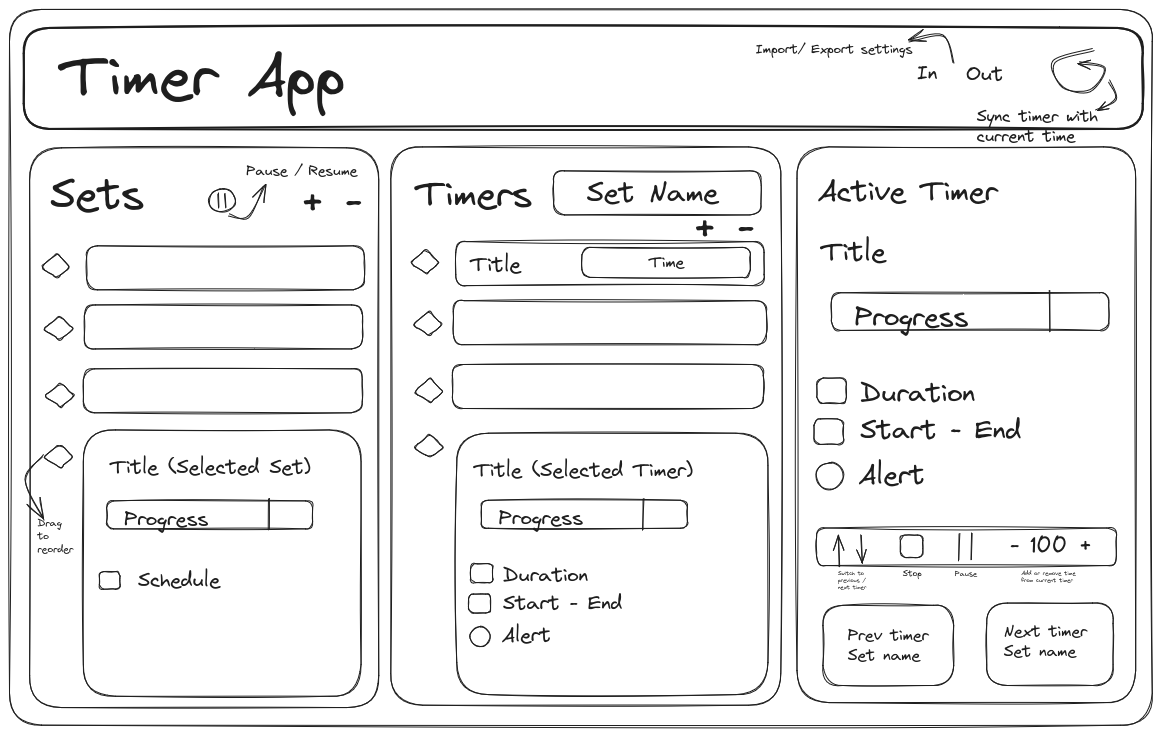 Timer App
Import/ Export settings
In Out
Sync timer with
current time
Sets
Pause / Resume
+ -
Title (Selected Set)
Progress
Schedule
Drag
to
reorder
Timers
Set Name
+ -
Title
Time
Title (Selected Timer)
Progress
Duration
Start - End
Alert
Active Timer
Title
Progress
Duration
Start - End
Alert
- 100 +
Switch to
previous /
next timer
Stop
Pause
Add or remove time
from current timer
Prev timer
Set name
Next timer
Set name